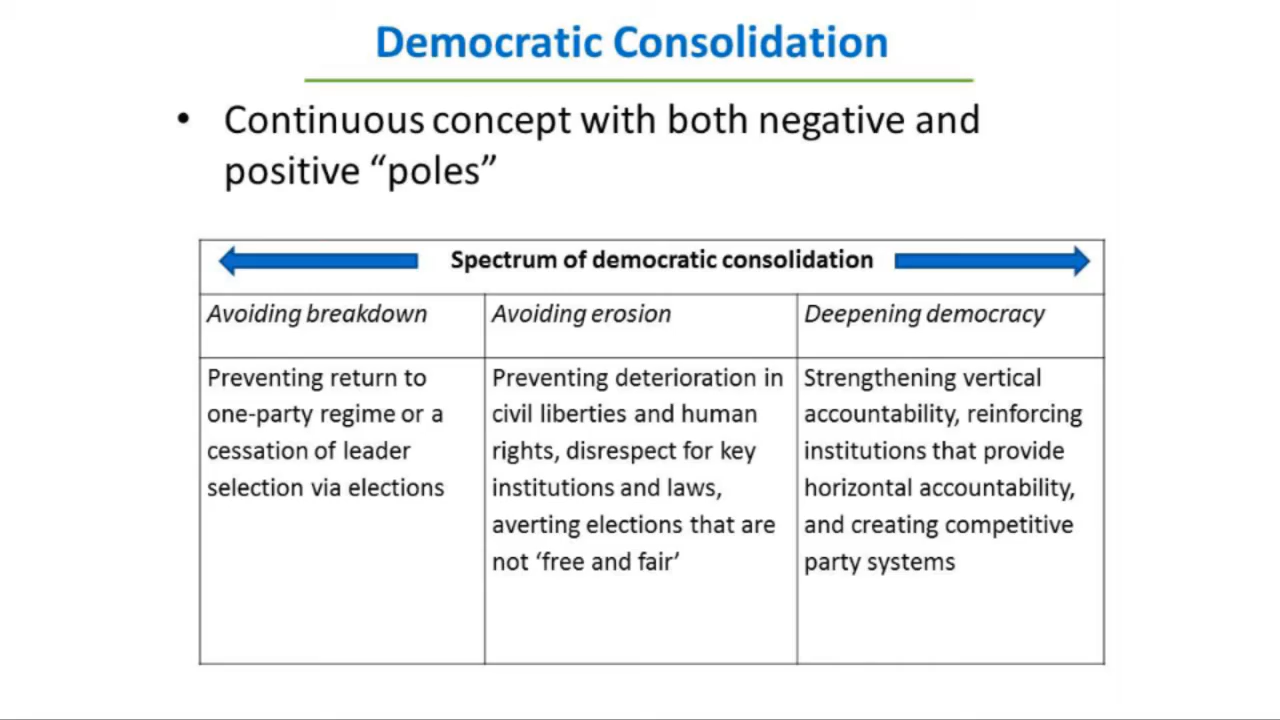 Democratic Consolidation
• Continuous concept with both negative and
positive “poles”
Spectrum of democratic consolidation
Avoiding breakdown
Avoiding erosion
Deepening democracy
Preventing return to
one-party regime or a
cessation of leader
selection via elections
Preventing deterioration in
civil liberties and human
rights, disrespect for key
institutions and laws,
averting elections that are
not ‘free and fair’
Strengthening vertical
accountability, reinforcing
institutions that provide
horizontal accountability,
and creating competitive
party systems